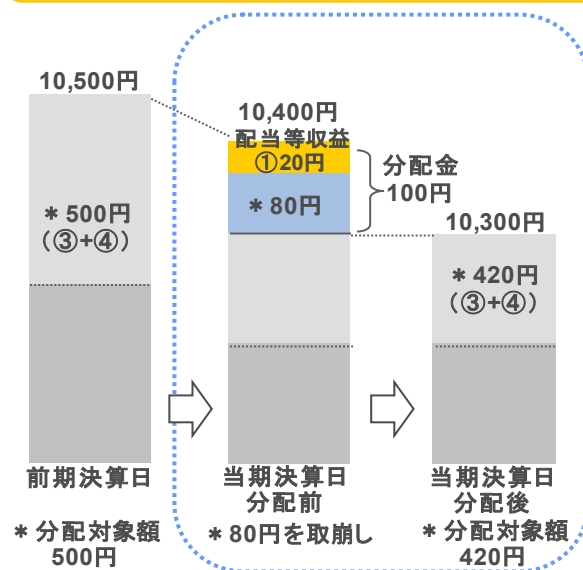 10,500円
＊500円
（③+④）
前期決算日
＊分配対象額
500円
10,400円
配当等収益
①20円
＊80円
分配金
100円
当期決算日
分配前
＊80円を取崩し
10,300円
＊420円
（③+④）
当期決算日
分配後
＊分配対象額
420円